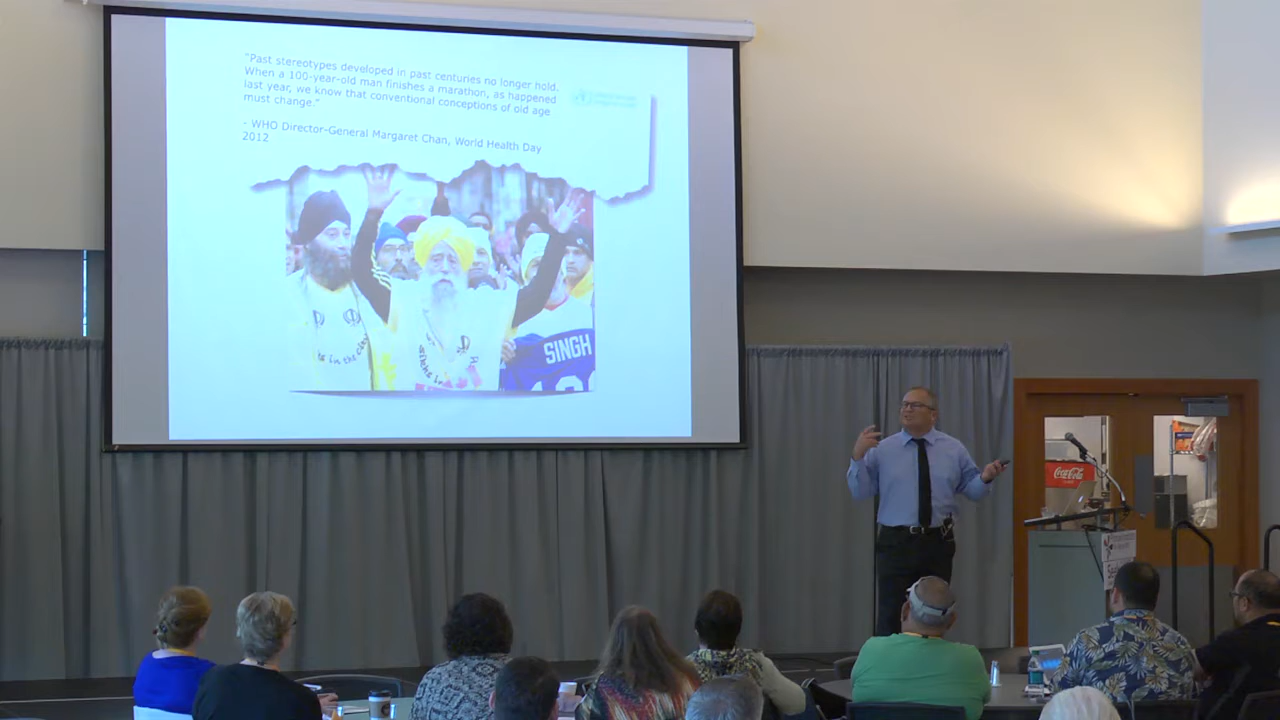 "Past stereotypes developed in past centuries no longer hold.
When a 100-year-old man finishes a marathon, as happened
last year, we know that conventional conceptions of old age
must change."
- WHO Director-General Margaret Chan, World Health Day
2012
SINGH
Coca-Cola